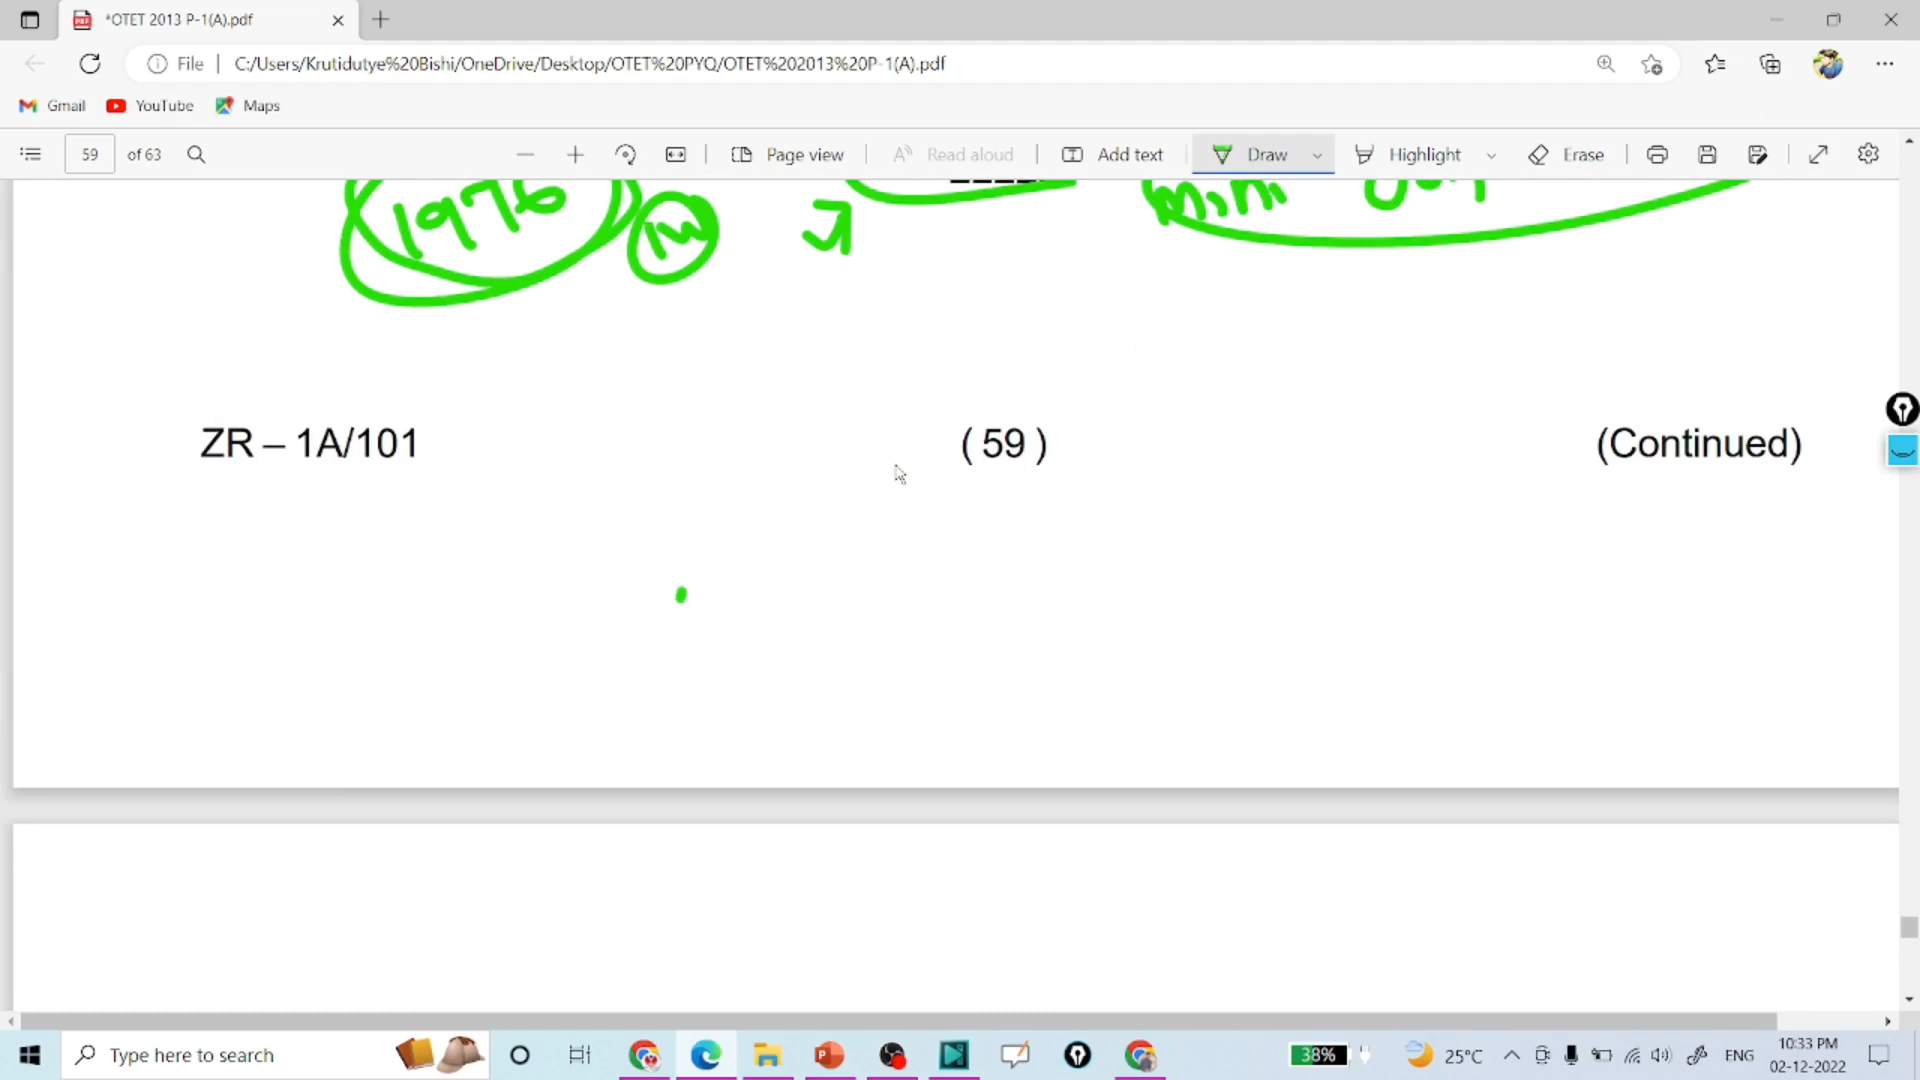 *OTET 2013 P-1(A).pdf
File C:/Users/Krutidutye%20Bishi/OneDrive/Desktop/OTET%20PYQ/OTET%202013%20P-1(A).pdf
Gmail YouTube Maps
59 of 63 Page view Read aloud Add text Draw Highlight Erase
1976 mini
ZR – 1A/101 ( 59 ) (Continued)
Type here to search 38% 25°C ENG 10:33 PM
02-12-2022